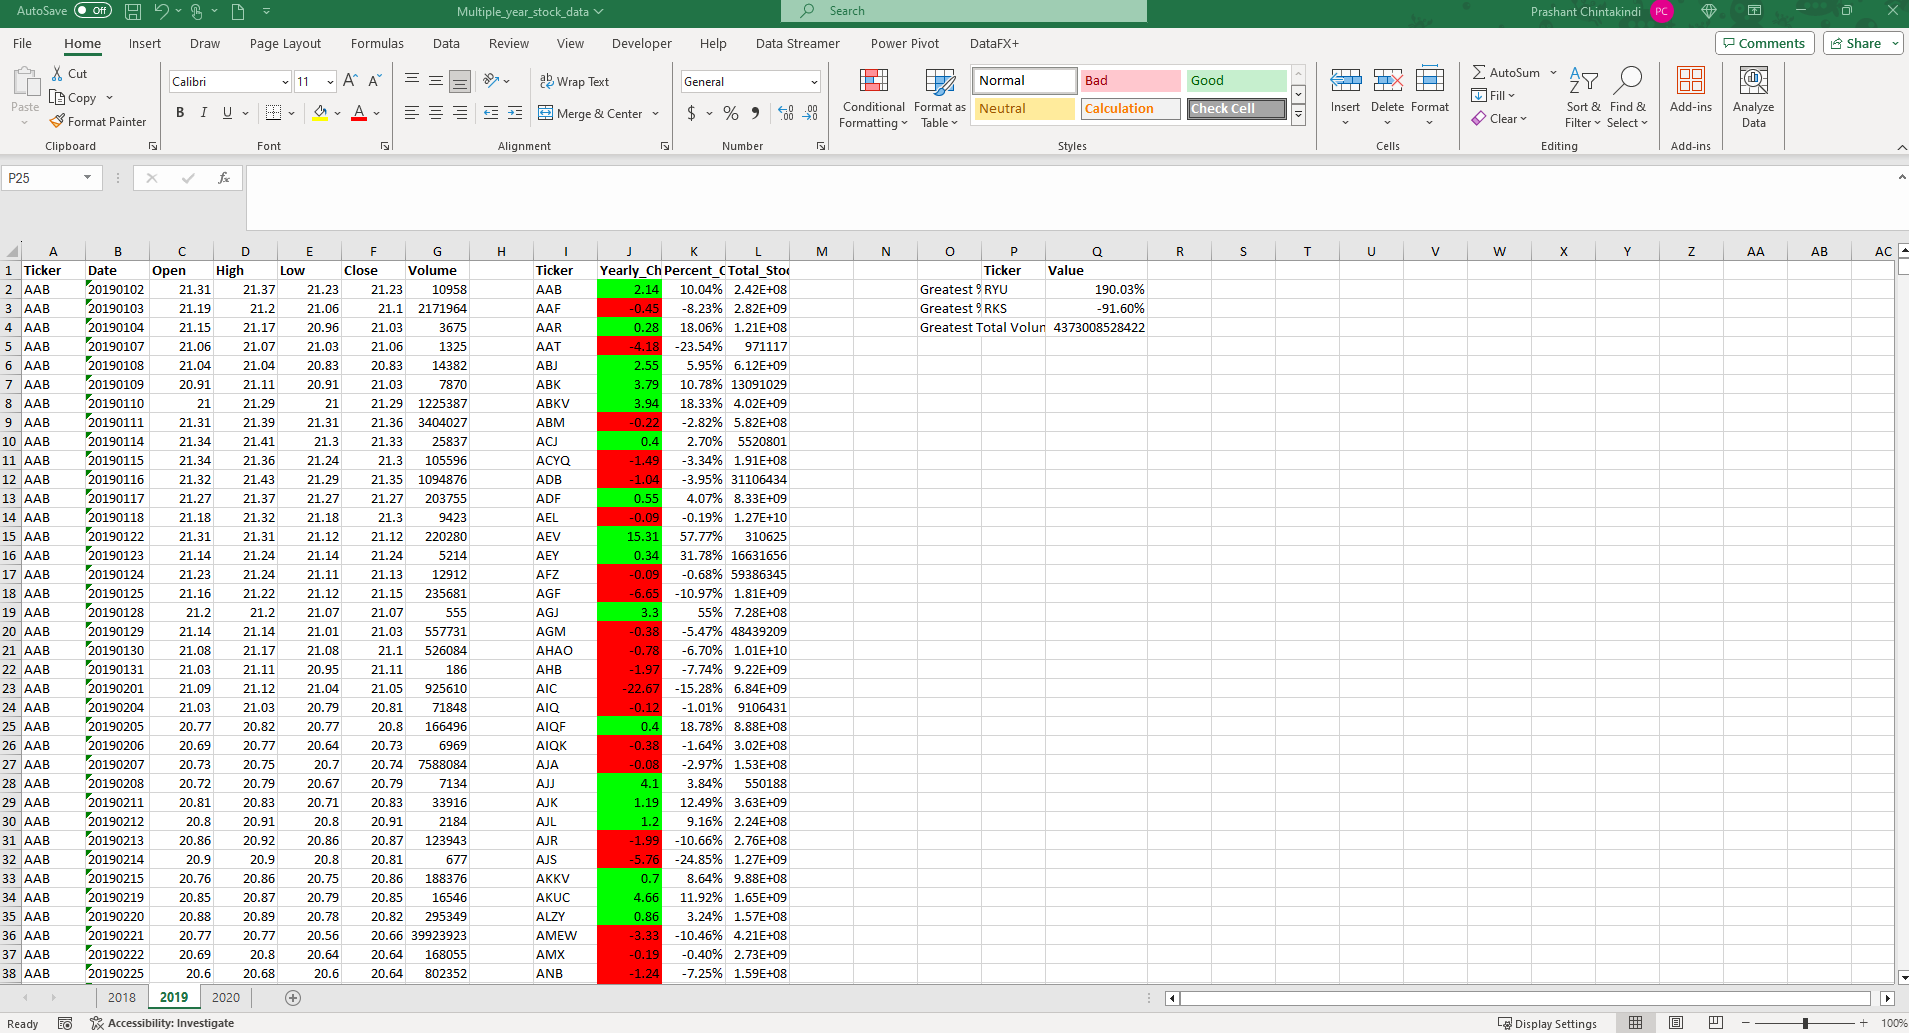 AutoSave Off Multiple_year_stock_data Search Prashant Chintakindi PC
File Home Insert Draw Page Layout Formulas Data Review View Developer Help Data Streamer Power Pivot DataFX+ Comments Share
Paste Cut Copy Format Painter Clipboard
Calibri 11 B I U A Font
Wrap Text Merge & Center Alignment
General $ % Number
Conditional Formatting Format as Table Normal Bad Good Neutral Calculation Check Cell Styles
Insert Delete Format Cells
AutoSum Fill Clear Sort & Filter Find & Select Editing
Add-ins Add-ins
Analyze Data
P25 fx
A B C D E F G H I J K L M N O P Q R S T U V W X Y Z AA AB AC
1 Ticker Date Open High Low Close Volume Ticker Yearly_Ch Percent_C Total_Stoc Ticker Value
2 AAB 20190102 21.31 21.37 21.23 21.23 10958 AAB 2.14 10.04% 2.42E+08 Greatest % RYU 190.03%
3 AAB 20190103 21.19 21.2 21.06 21.1 2171964 AAF -0.45 -8.23% 2.82E+09 Greatest % RKS -91.60%
4 AAB 20190104 21.15 21.17 20.96 21.03 3675 AAR 0.28 18.06% 1.21E+08 Greatest Total Volum 4373008528422
5 AAB 20190107 21.06 21.07 21.03 21.06 1325 AAT -4.18 -23.54% 971117
6 AAB 20190108 21.04 21.04 20.83 20.83 14382 ABJ 2.55 5.95% 6.12E+09
7 AAB 20190109 20.91 21.11 20.91 21.03 7870 ABK 3.79 10.78% 13091029
8 AAB 20190110 21 21.29 21 21.29 1225387 ABKV 3.94 18.33% 4.02E+09
9 AAB 20190111 21.31 21.39 21.31 21.36 3404027 ABM -0.22 -2.82% 5.82E+08
10 AAB 20190114 21.34 21.41 21.3 21.33 25837 ACJ 0.4 2.70% 5520801
11 AAB 20190115 21.34 21.36 21.24 21.3 105596 ACYQ -1.49 -3.34% 1.91E+08
12 AAB 20190116 21.32 21.43 21.29 21.35 1094876 ADB -1.04 -3.95% 31106434
13 AAB 20190117 21.27 21.37 21.27 21.27 203755 ADF 0.55 4.07% 8.33E+09
14 AAB 20190118 21.18 21.32 21.18 21.3 9423 AEL -0.09 -0.19% 1.27E+10
15 AAB 20190122 21.31 21.31 21.12 21.12 220280 AEV 15.31 57.77% 310625
16 AAB 20190123 21.14 21.24 21.14 21.24 5214 AEY 0.34 31.78% 16631656
17 AAB 20190124 21.23 21.24 21.11 21.13 12912 AFZ -0.09 -0.68% 59386345
18 AAB 20190125 21.16 21.22 21.12 21.15 235681 AGF -6.65 -10.97% 1.81E+09
19 AAB 20190128 21.2 21.2 21.07 21.07 555 AGJ 3.3 55% 7.28E+08
20 AAB 20190129 21.14 21.14 21.01 21.03 557731 AGM -0.38 -5.47% 48439209
21 AAB 20190130 21.08 21.17 21.08 21.1 526084 AHAO -0.78 -6.70% 1.01E+10
22 AAB 20190131 21.03 21.11 20.95 21.11 186 AHB -1.97 -7.74% 9.22E+09
23 AAB 20190201 21.09 21.12 21.04 21.05 925610 AIC -22.67 -15.28% 6.84E+09
24 AAB 20190204 21.03 21.03 20.79 20.81 71848 AIQ -0.12 -1.01% 9106431
25 AAB 20190205 20.77 20.82 20.77 20.8 166496 AIQF 0.4 18.78% 8.88E+08
26 AAB 20190206 20.69 20.77 20.64 20.73 6969 AIQK -0.38 -1.64% 3.02E+08
27 AAB 20190207 20.73 20.75 20.7 20.74 7588084 AJA -0.08 -2.97% 1.53E+08
28 AAB 20190208 20.72 20.79 20.67 20.79 7134 AJJ 4.1 3.84% 550188
29 AAB 20190211 20.81 20.83 20.71 20.83 33916 AJK 1.19 12.49% 3.63E+09
30 AAB 20190212 20.8 20.91 20.8 20.91 2184 AJL 1.2 9.16% 2.24E+08
31 AAB 20190213 20.86 20.92 20.86 20.87 123943 AJR -1.99 -10.66% 2.76E+08
32 AAB 20190214 20.9 20.9 20.8 20.81 677 AJS -5.76 -24.85% 1.27E+09
33 AAB 20190215 20.76 20.86 20.75 20.86 188376 AKKV 0.7 8.64% 9.88E+08
34 AAB 20190219 20.85 20.87 20.79 20.85 16546 AKUC 4.66 11.92% 1.65E+09
35 AAB 20190220 20.88 20.89 20.78 20.82 295349 ALZY 0.86 3.24% 1.57E+08
36 AAB 20190221 20.77 20.77 20.56 20.66 39923923 AMEW -3.33 -10.46% 4.21E+08
37 AAB 20190222 20.69 20.8 20.64 20.64 168055 AMX -0.19 -0.40% 2.73E+09
38 AAB 20190225 20.6 20.68 20.6 20.64 802352 ANB -1.24 -7.25% 1.59E+08
2018 2019 2020
Ready Accessibility: Investigate Display Settings 100%